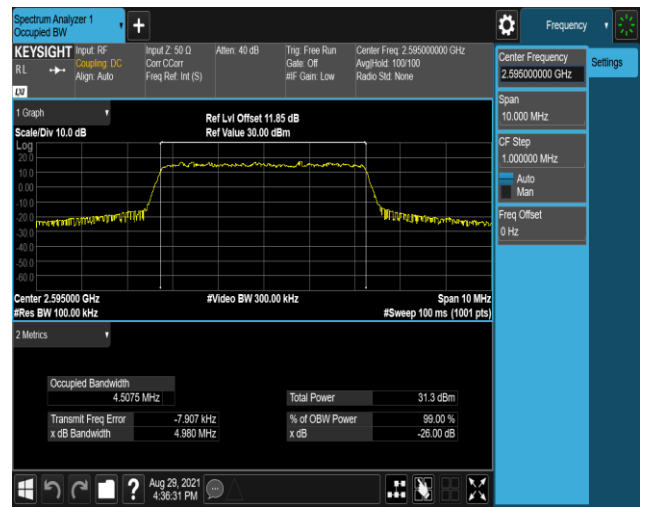 Spectrum Analyzer 1
Occupied BW
Frequency
KEYSIGHT
R L
LXI
Input: RF
Coupling: DC
Align: Auto
Input Z: 50 Ω
Corr CCorr
Freq Ref: Int (S)
Atten: 40 dB
Trig: Free Run
Gate: Off
#IF Gain: Low
Center Freq: 2.595000000 GHz
Avg|Hold: 100/100
Radio Std: None
Center Frequency
2.595000000 GHz
Settings
Span
10.000 MHz
CF Step
1.000000 MHz
Auto
Man
Freq Offset
0 Hz
1 Graph
Scale/Div 10.0 dB
Ref Lvl Offset 11.85 dB
Ref Value 30.00 dBm
Log
20.0
10.0
0.00
-10.0
-20.0
-30.0
-40.0
-50.0
-60.0
Center 2.595000 GHz
#Res BW 100.00 kHz
#Video BW 300.00 kHz
Span 10 MHz
#Sweep 100 ms (1001 pts)
2 Metrics
Occupied Bandwidth
4.5075 MHz
Total Power 31.3 dBm
Transmit Freq Error -7.907 kHz
% of OBW Power 99.00 %
x dB Bandwidth 4.980 MHz
x dB -26.00 dB
?
Aug 29, 2021
4:36:31 PM